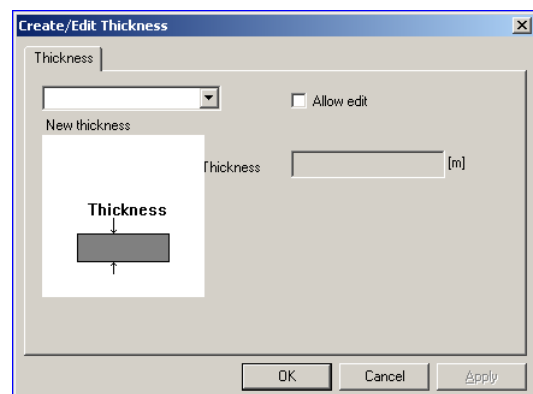 Create/Edit Thickness
Thickness
Allow edit
New thickness
Thickness [m]
Thickness
OK Cancel Apply